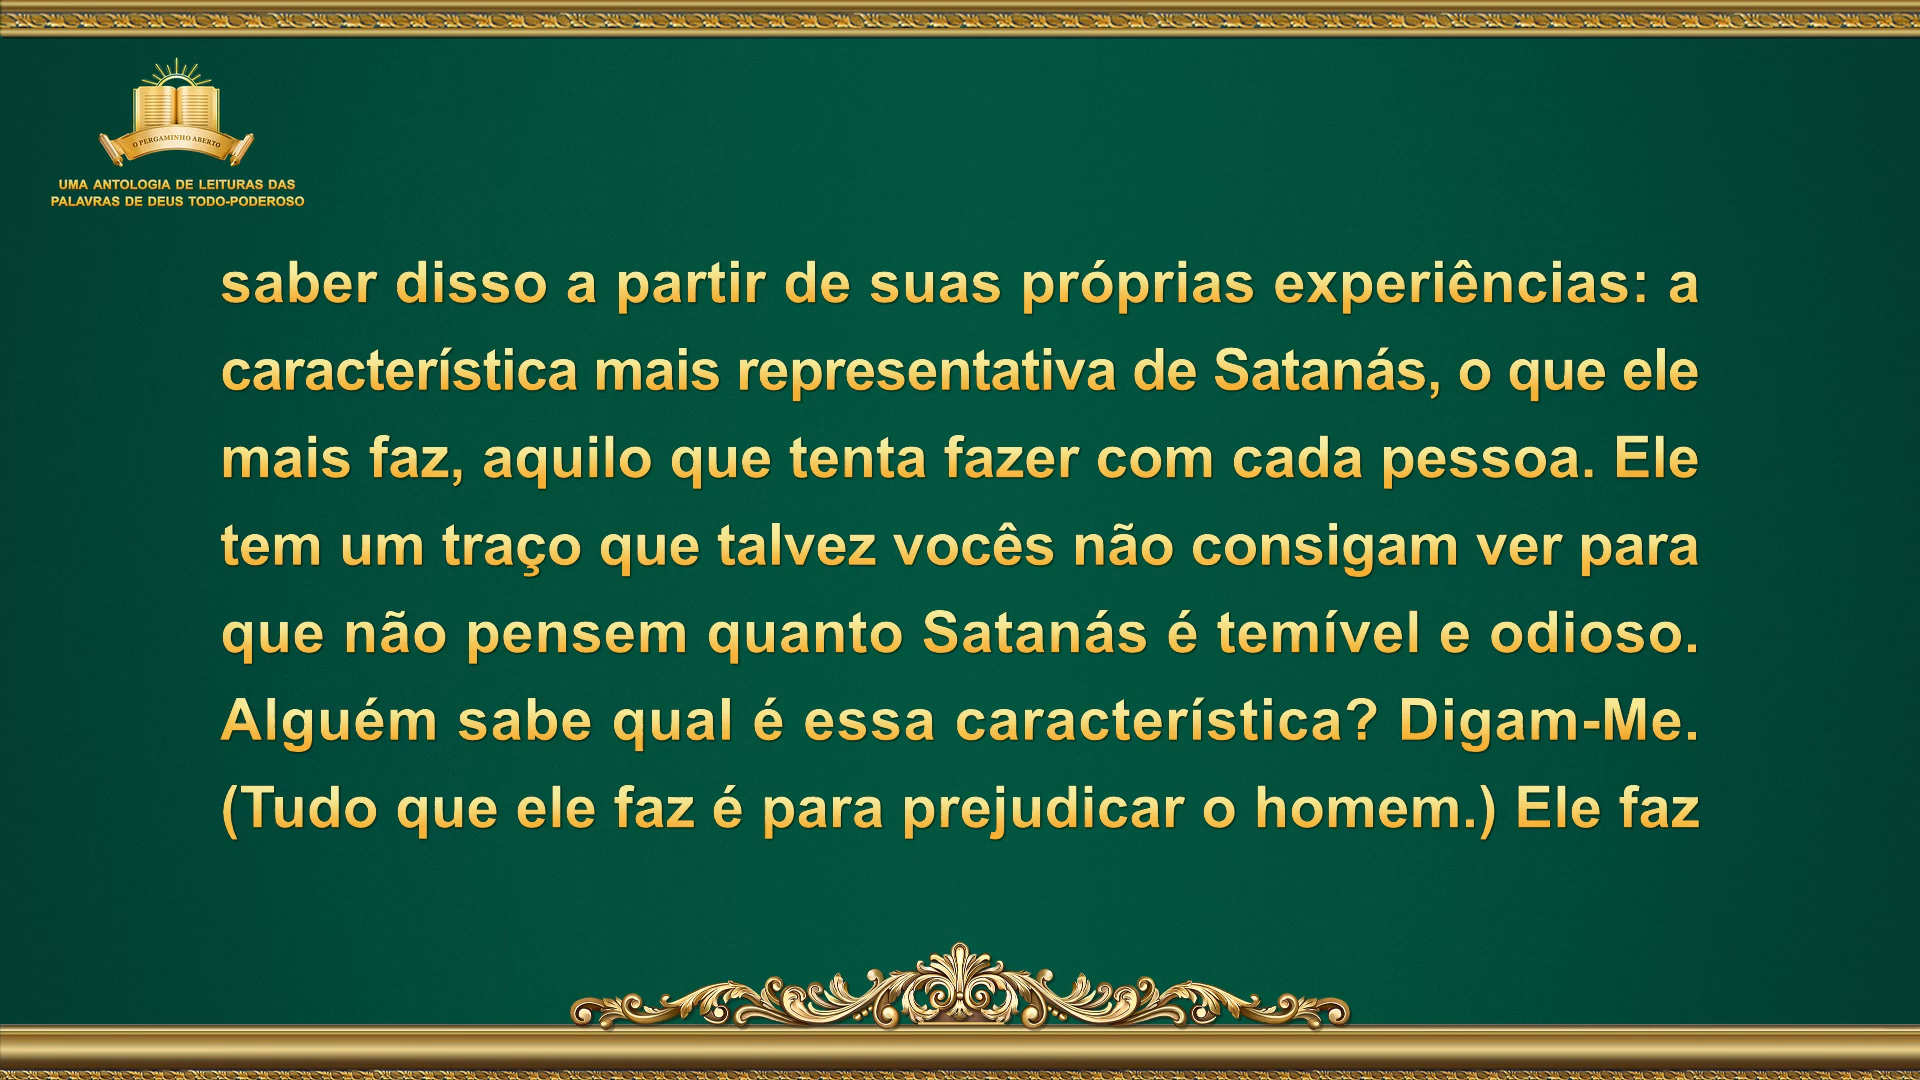 O PERGAMINHO ABERTO
UMA ANTOLOGIA DE LEITURAS DAS
PALAVRAS DE DEUS TODO-PODEROSO
saber disso a partir de suas próprias experiências: a
característica mais representativa de Satanás, o que ele
mais faz, aquilo que tenta fazer com cada pessoa. Ele
tem um traço que talvez vocês não consigam ver para
que não pensem quanto Satanás é temível e odioso.
Alguém sabe qual é essa característica? Digam-Me.
(Tudo que ele faz é para prejudicar o homem.) Ele faz